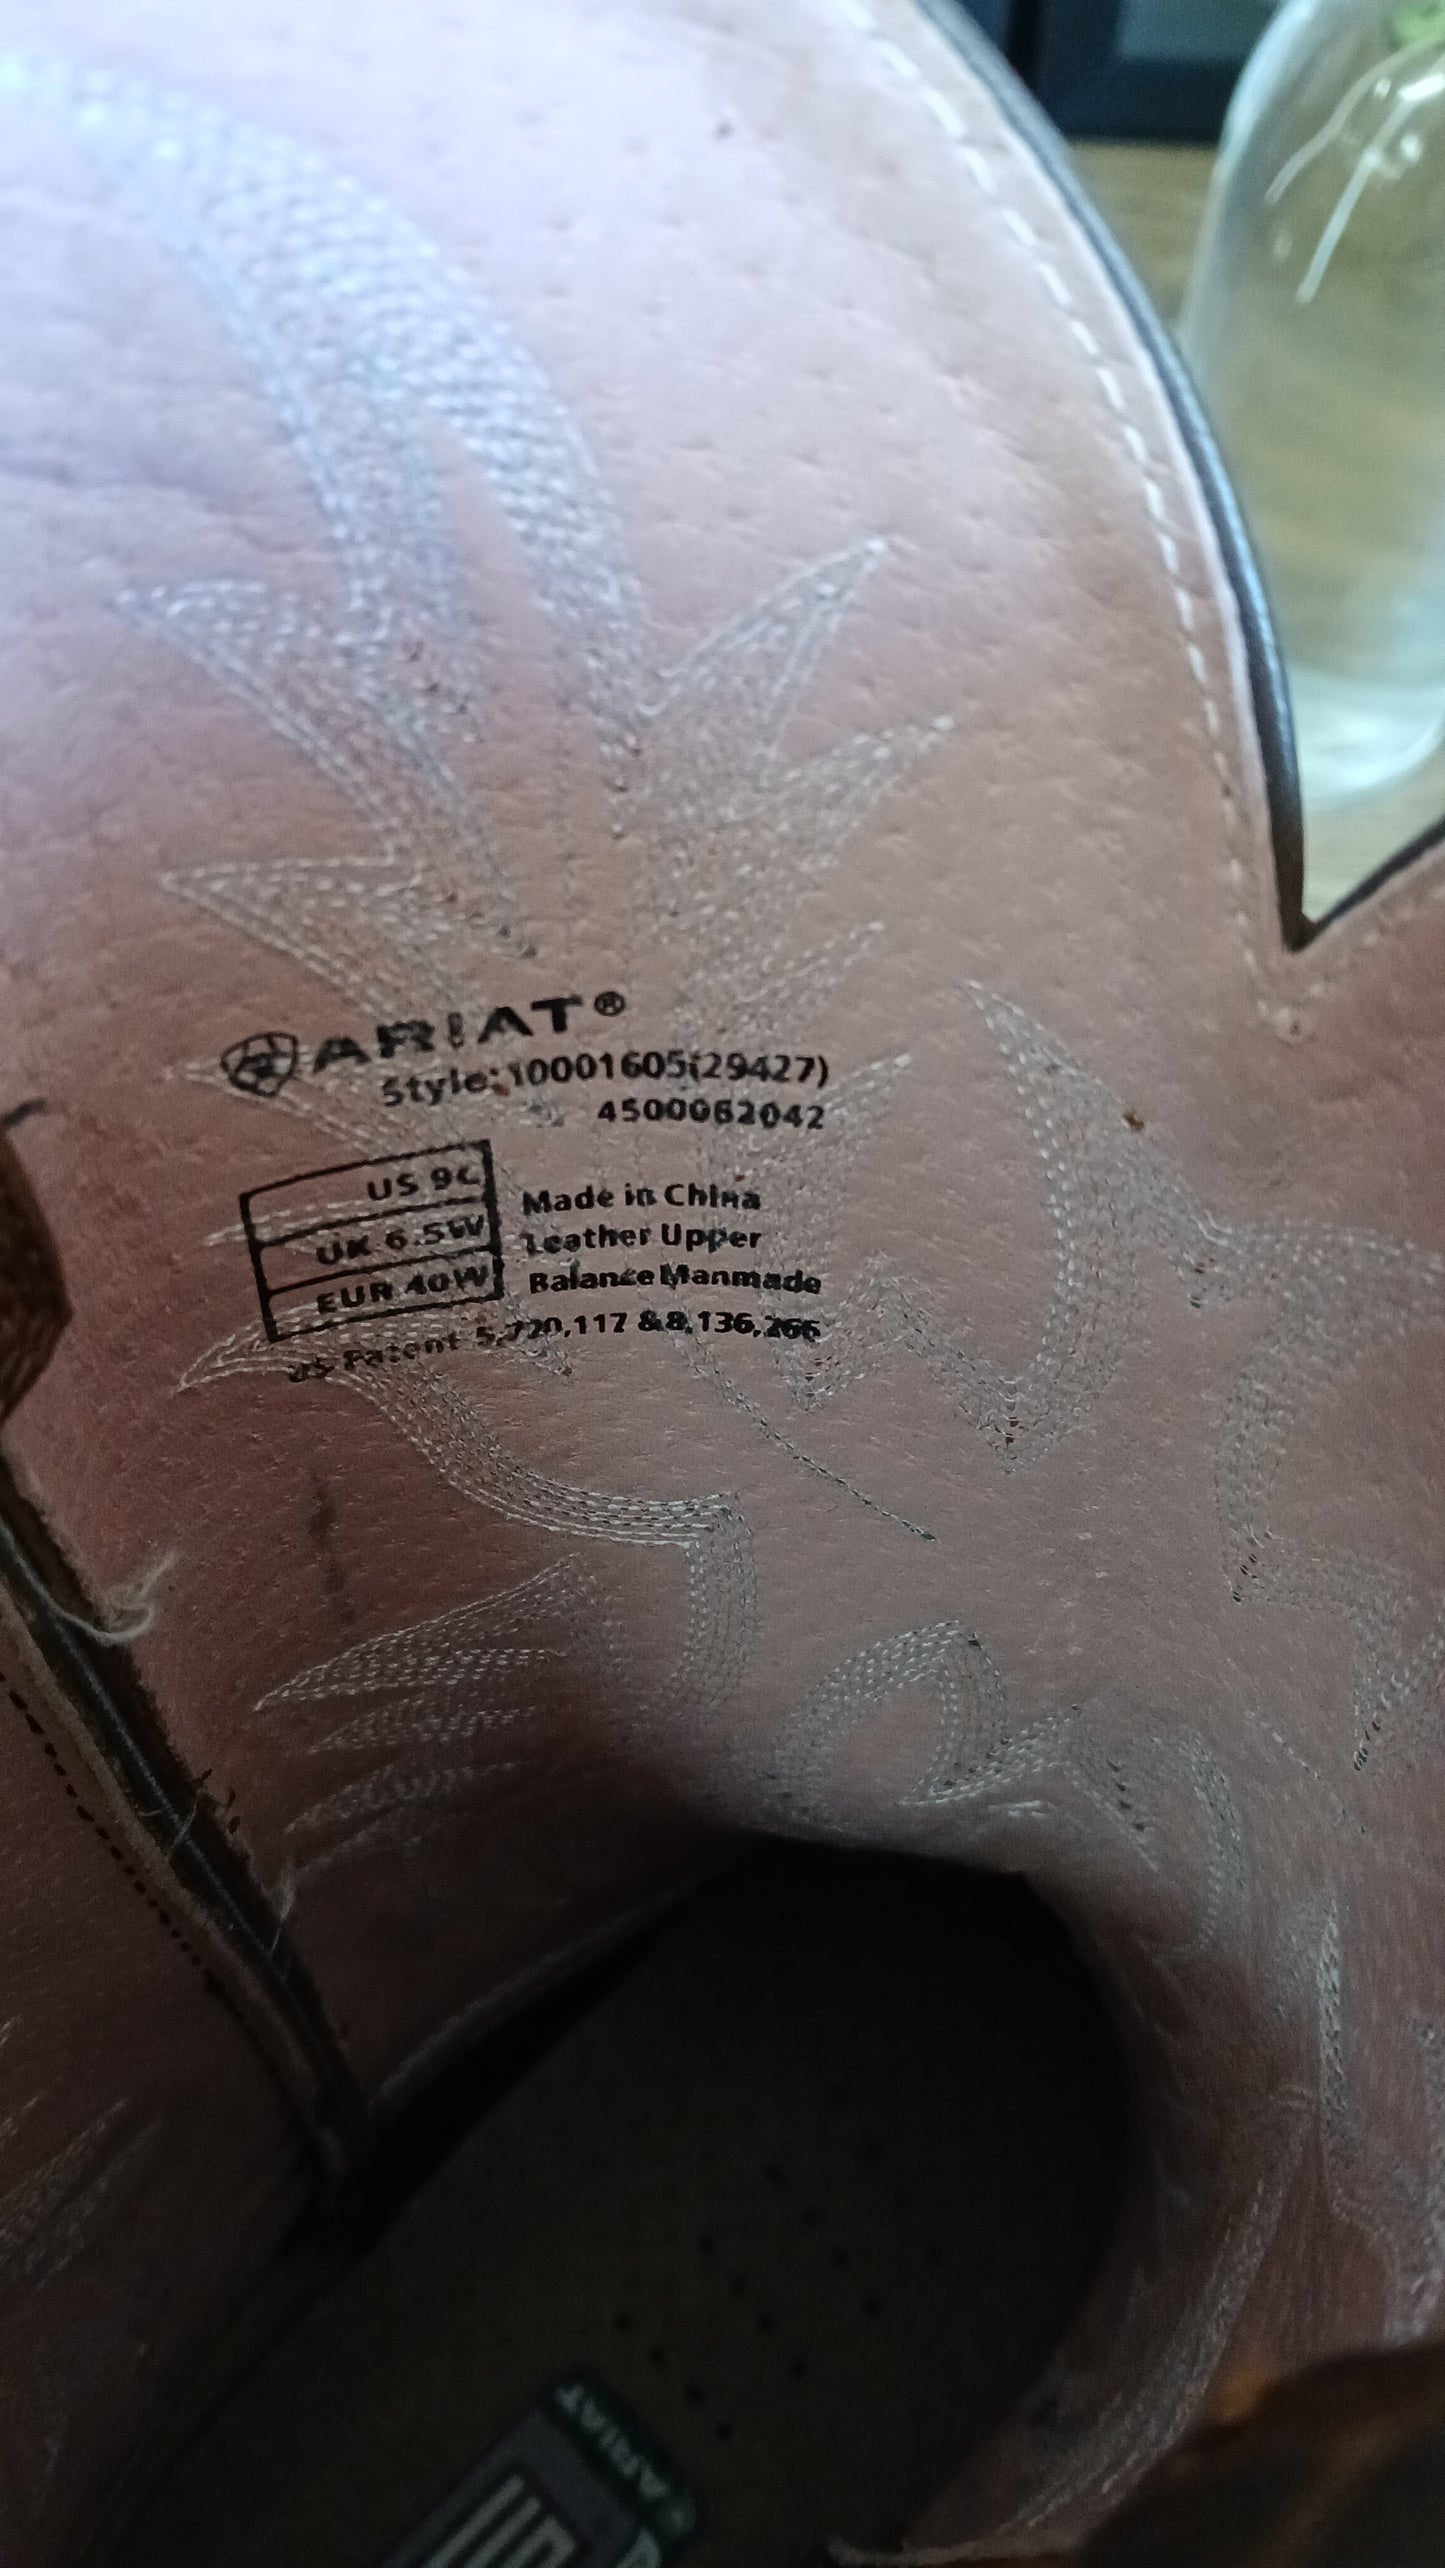 ARIAT®
Style: 10001605(29427)
4500062042
US 9C
UK 6.5W
EUR 40W
Made in China
Leather Upper
Balance Manmade
US Patent 5,720,117 & 8,136,266
ARIAT